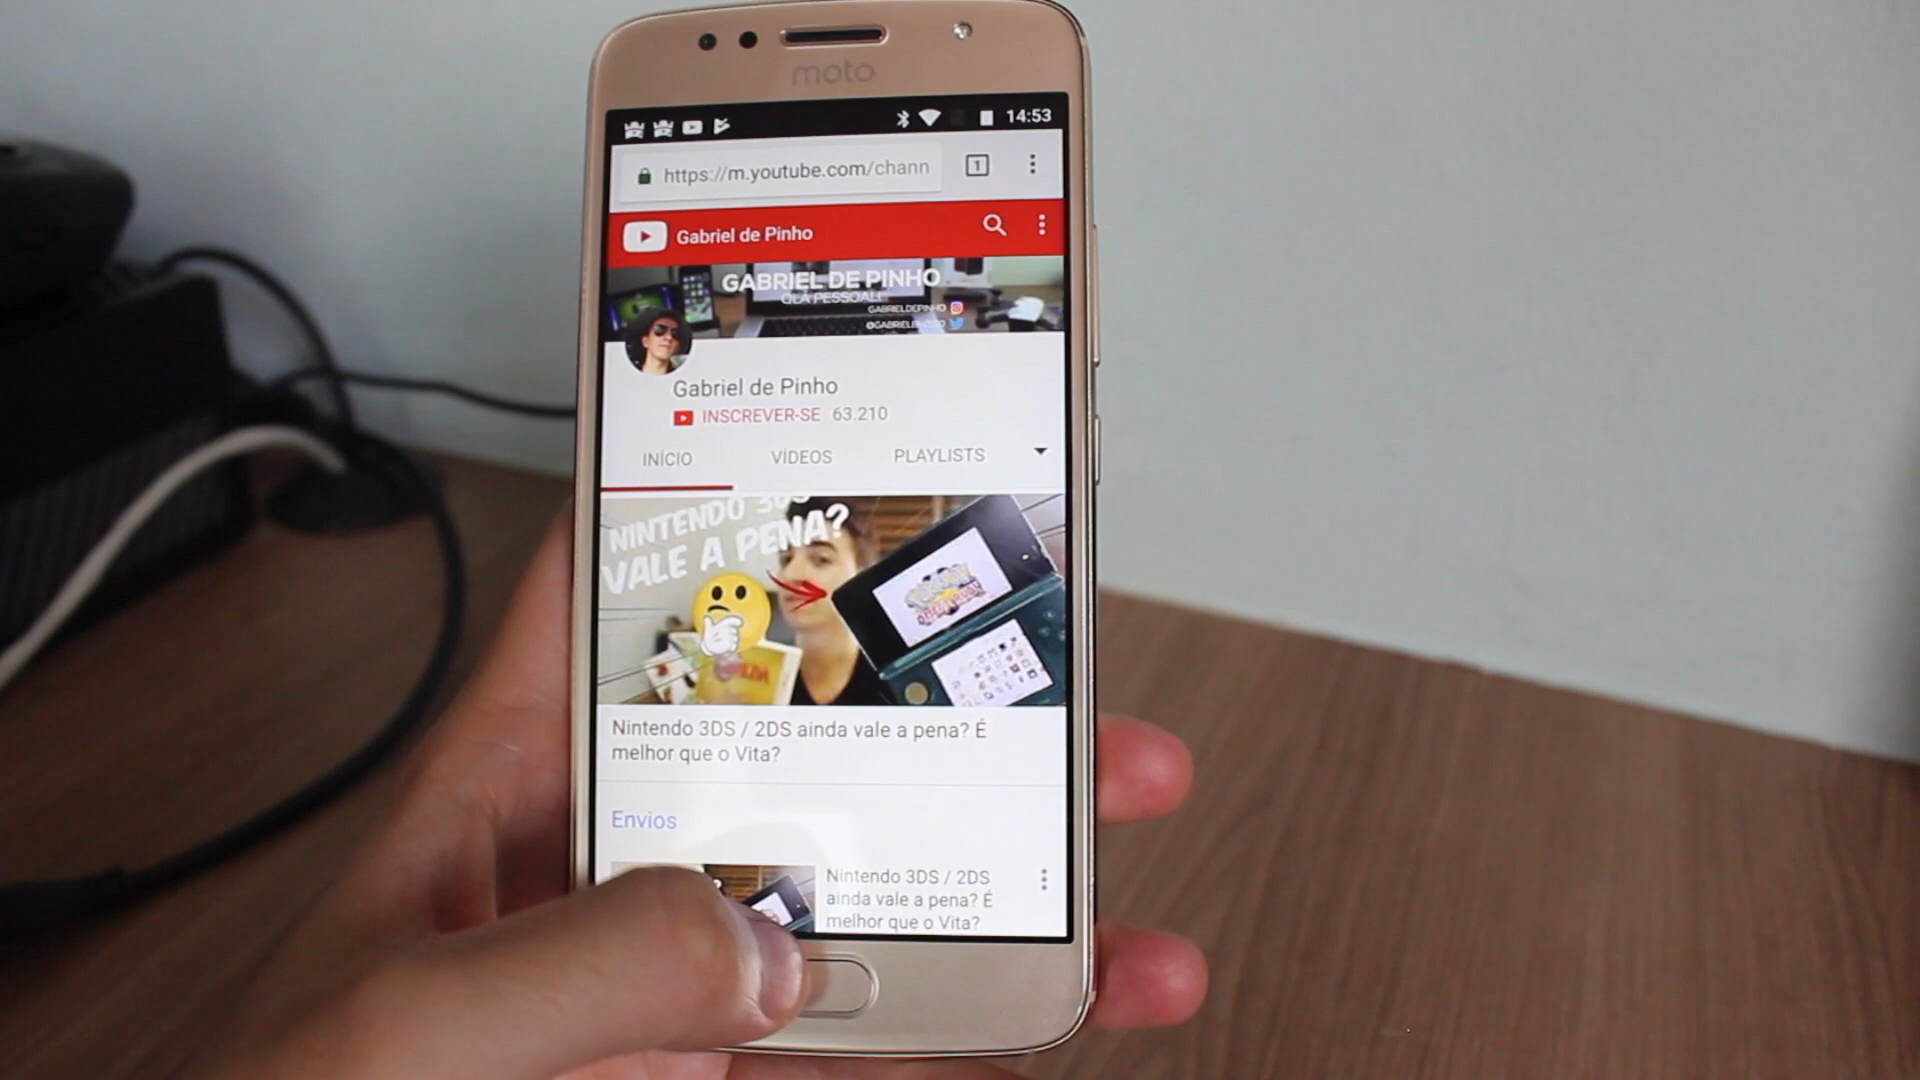 moto
14:53
https://m.youtube.com/chann
1
Gabriel de Pinho
GABRIEL DE PINHO
OLA PESSOAL!
GABRIELDEPINHO
Gabriel de Pinho
INSCREVER-SE 63.210
INÍCIO VÍDEOS PLAYLISTS
NINTENDO 3DS
VALE A PENA?
Nintendo 3DS / 2DS ainda vale a pena? É
melhor que o Vita?
Envios
Nintendo 3DS / 2DS
ainda vale a pena? É
melhor que o Vita?